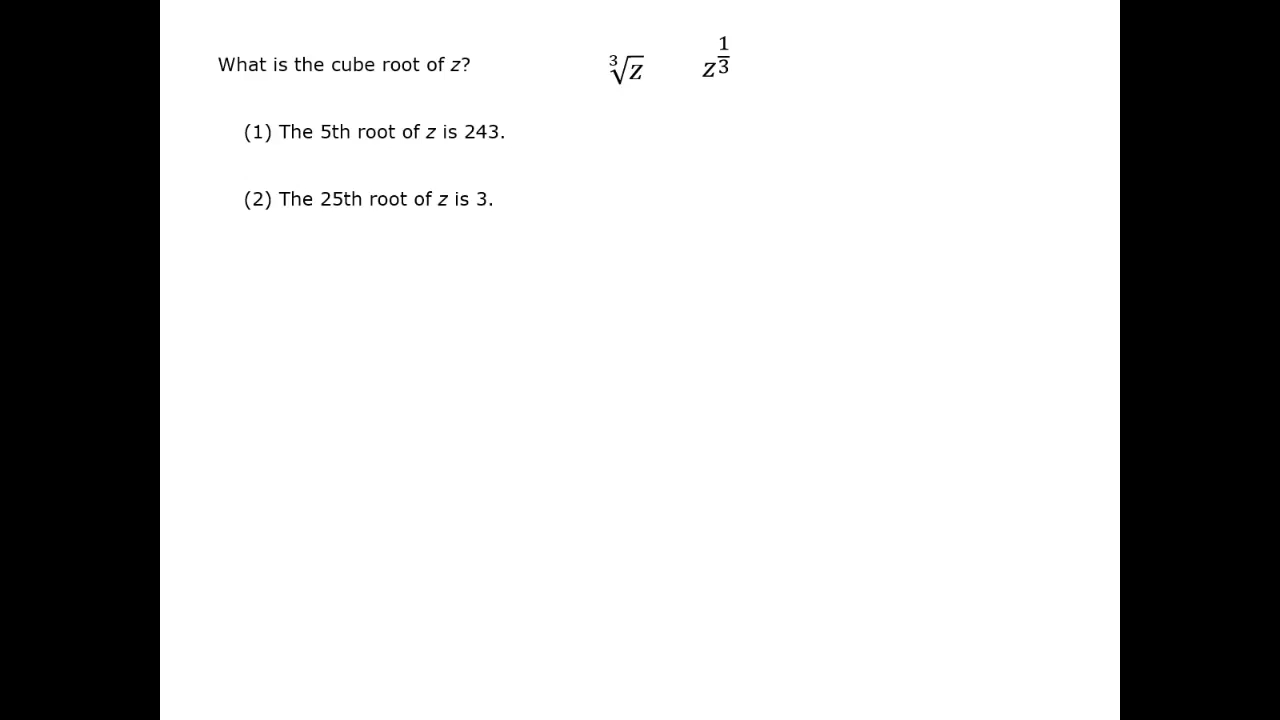 What is the cube root of z? ∛z z^(1/3)
(1) The 5th root of z is 243.
(2) The 25th root of z is 3.